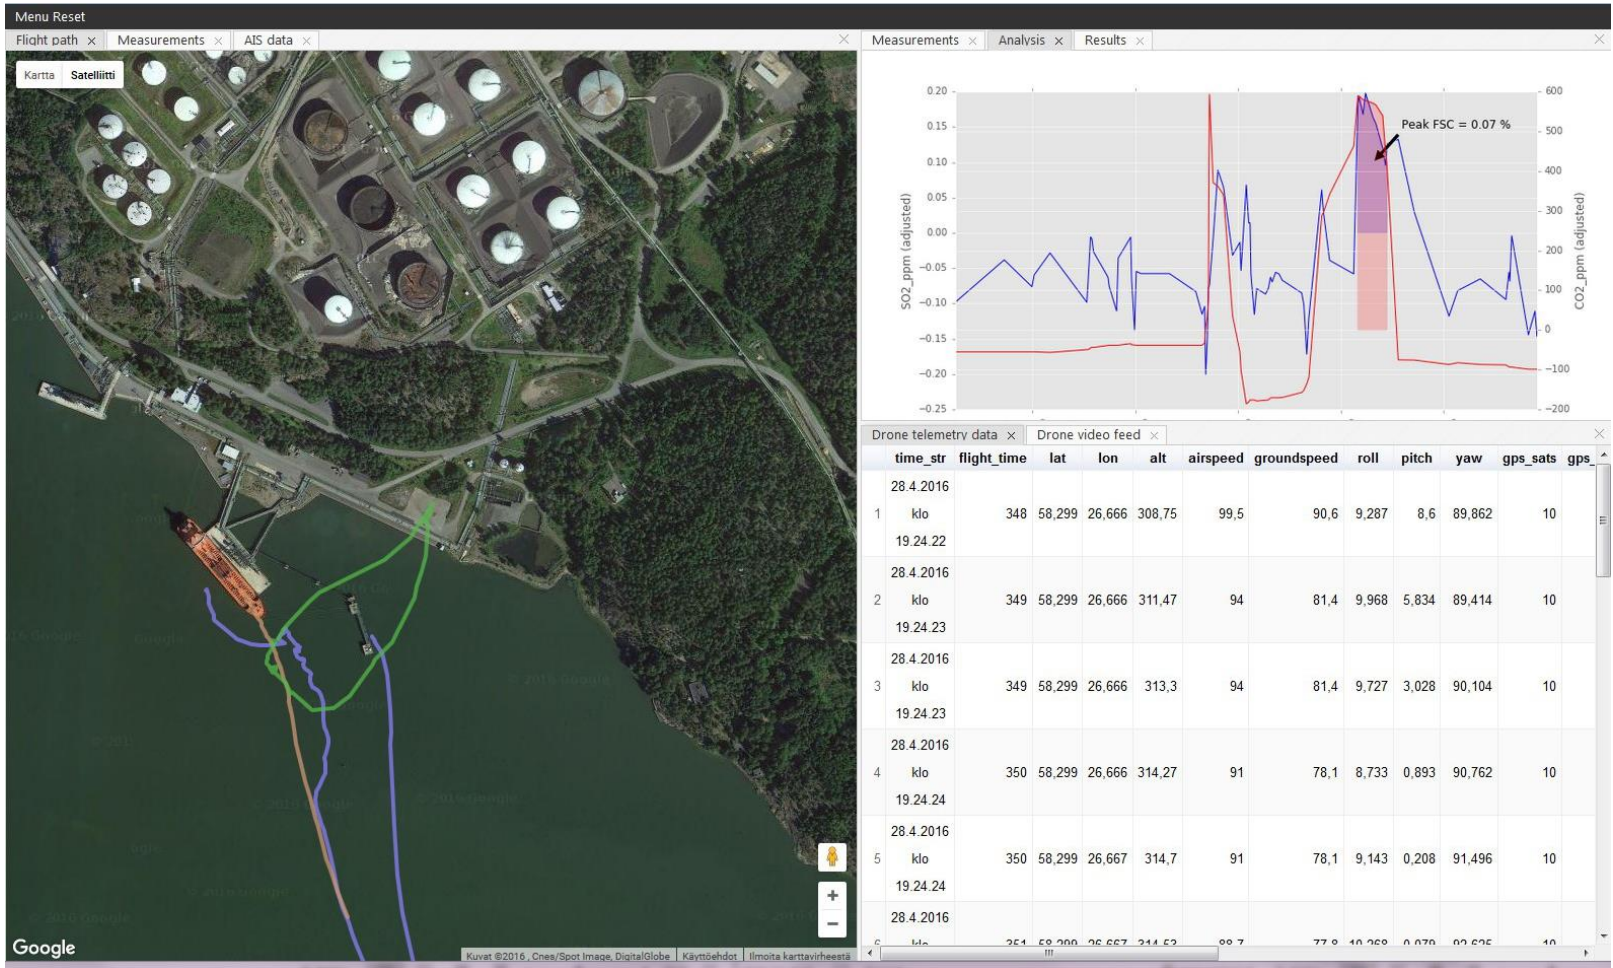 Menu Reset
Flight path × Measurements × AIS data ×
Kartta Satelliitti
Google
Kuvat ©2016 , Cnes/Spot Image, DigitalGlobe Käyttöehdot Ilmoita karttavirheestä
Measurements × Analysis × Results ×
0.20
0.15
0.10
0.05
0.00
−0.05
−0.10
−0.15
−0.20
−0.25
SO2_ppm (adjusted)
Peak FSC = 0.07 %
600
500
400
300
200
100
0
−100
−200
CO2_ppm (adjusted)
Drone telemetry data × Drone video feed ×
time_str flight_time lat lon alt airspeed groundspeed roll pitch yaw gps_sats gps_
28.4.2016
1 klo 348 58,299 26,666 308,75 99,5 90,6 9,287 8,6 89,862 10
19.24.22
28.4.2016
2 klo 349 58,299 26,666 311,47 94 81,4 9,968 5,834 89,414 10
19.24.23
28.4.2016
3 klo 349 58,299 26,666 313,3 94 81,4 9,727 3,028 90,104 10
19.24.23
28.4.2016
4 klo 350 58,299 26,666 314,27 91 78,1 8,733 0,893 90,762 10
19.24.24
28.4.2016
5 klo 350 58,299 26,667 314,7 91 78,1 9,143 0,208 91,496 10
19.24.24
28.4.2016